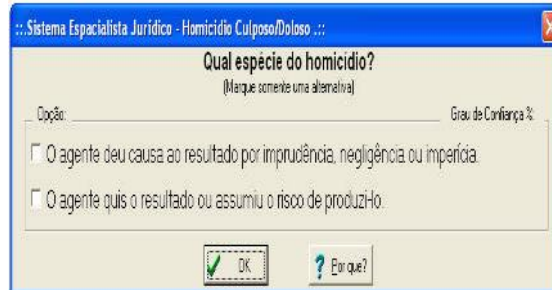 ::.Sistema Espacialista Jurídico - Homicídio Culposo/Doloso .::
Qual espécie do homicídio?
(Marque somente uma alternativa)
Opção: Grau de Confiança %:
O agente deu causa ao resultado por imprudência, negligência ou imperícia.
O agente quis o resultado ou assumiu o risco de produzi-lo.
OK Por que?